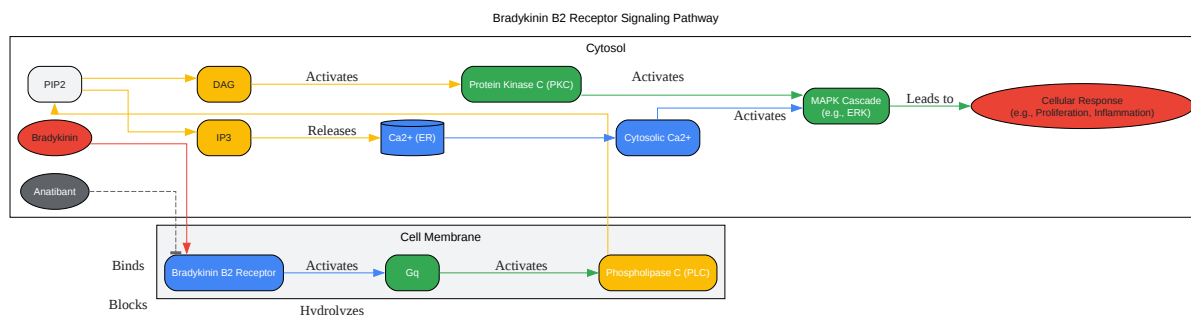 Bradykinin B2 Receptor Signaling Pathway
Cytosol
PIP2
DAG
Activates
Protein Kinase C (PKC)
Activates
MAPK Cascade
(e.g., ERK)
Leads to
Cellular Response
(e.g., Proliferation, Inflammation)
Activates
Bradykinin
IP3
Releases
Ca2+ (ER)
Cytosolic Ca2+
Anatibant
Cell Membrane
Binds
Bradykinin B2 Receptor
Activates
Gq
Activates
Phospholipase C (PLC)
Blocks
Hydrolyzes